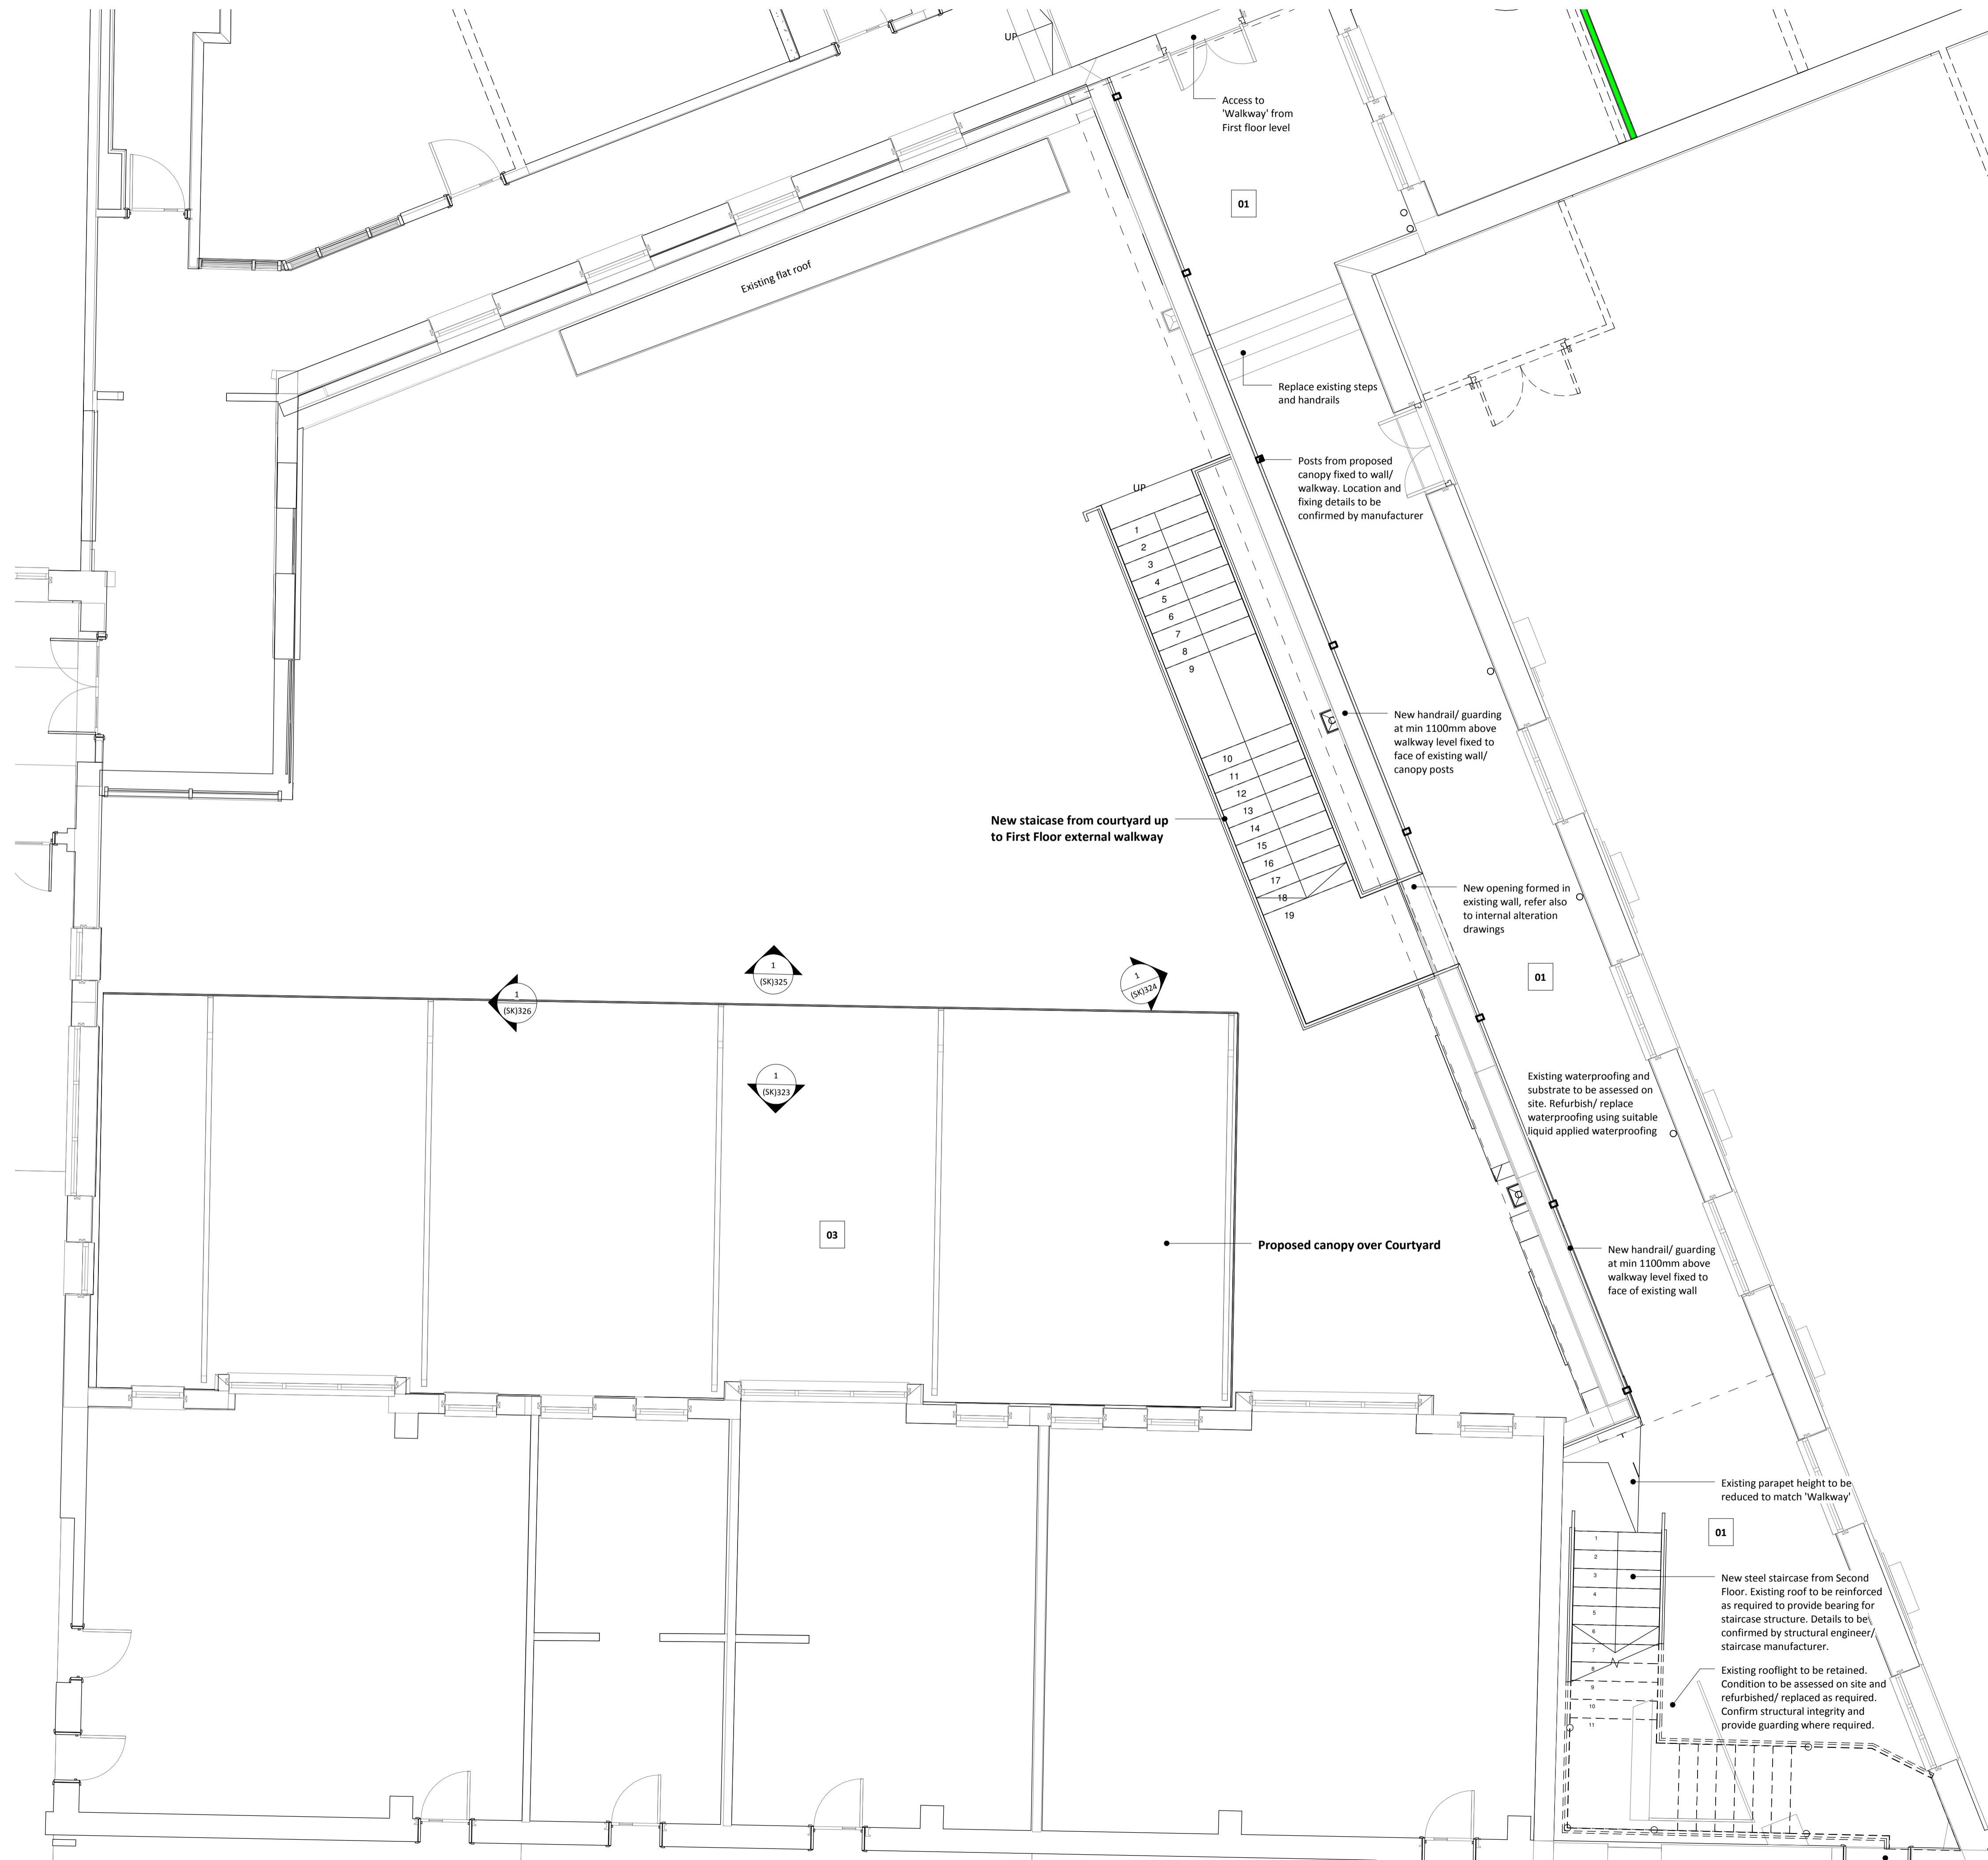 UP
Access to
'Walkway' from
First floor level
01
Existing flat roof
Replace existing steps
and handrails
Posts from proposed
canopy fixed to wall/
walkway. Location and
fixing details to be
confirmed by manufacturer
UP
1
2
3
4
5
6
7
8
9
10
11
12
13
14
15
16
17
18
19
New handrail/ guarding
at min 1100mm above
walkway level fixed to
face of existing wall/
canopy posts
New staicase from courtyard up
to First Floor external walkway
New opening formed in
existing wall, refer also
to internal alteration
drawings
01
1
(SK)326
1
(SK)325
1
(SK)324
1
(SK)323
Existing waterproofing and
substrate to be assessed on
site. Refurbish/ replace
waterproofing using suitable
liquid applied waterproofing
03
Proposed canopy over Courtyard
New handrail/ guarding
at min 1100mm above
walkway level fixed to
face of existing wall
Existing parapet height to be
reduced to match 'Walkway'
01
1
2
3
4
5
6
7
8
9
10
11
New steel staircase from Second
Floor. Existing roof to be reinforced
as required to provide bearing for
staircase structure. Details to be
confirmed by structural engineer/
staircase manufacturer.
Existing rooflight to be retained.
Condition to be assessed on site and
refurbished/ replaced as required.
Confirm structural integrity and
provide guarding where required.